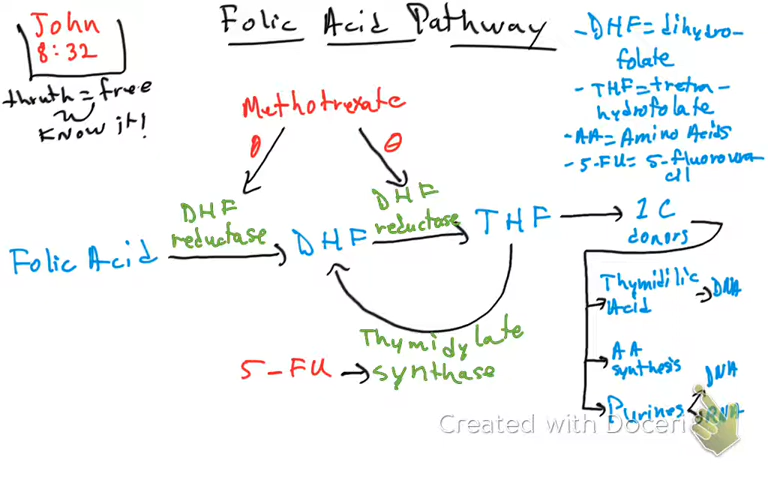 John
8:32
thruth = free
Know it!
Folic Acid Pathway
- DHF = dihydro-
folate
- THF = tretra-
hydrofolate
- AA = Amino Acids
- 5-FU = 5-fluoroura
cil
Methotrexate
θ θ
DHF
reductase
DHF
reductase
Folic Acid
DHF
THF
1 C
donors
Thymidilic
Acid
DNA
AA
synthesis
Purines
DNA
RNA
Thymidylate
synthase
5-FU
Created with Doceri